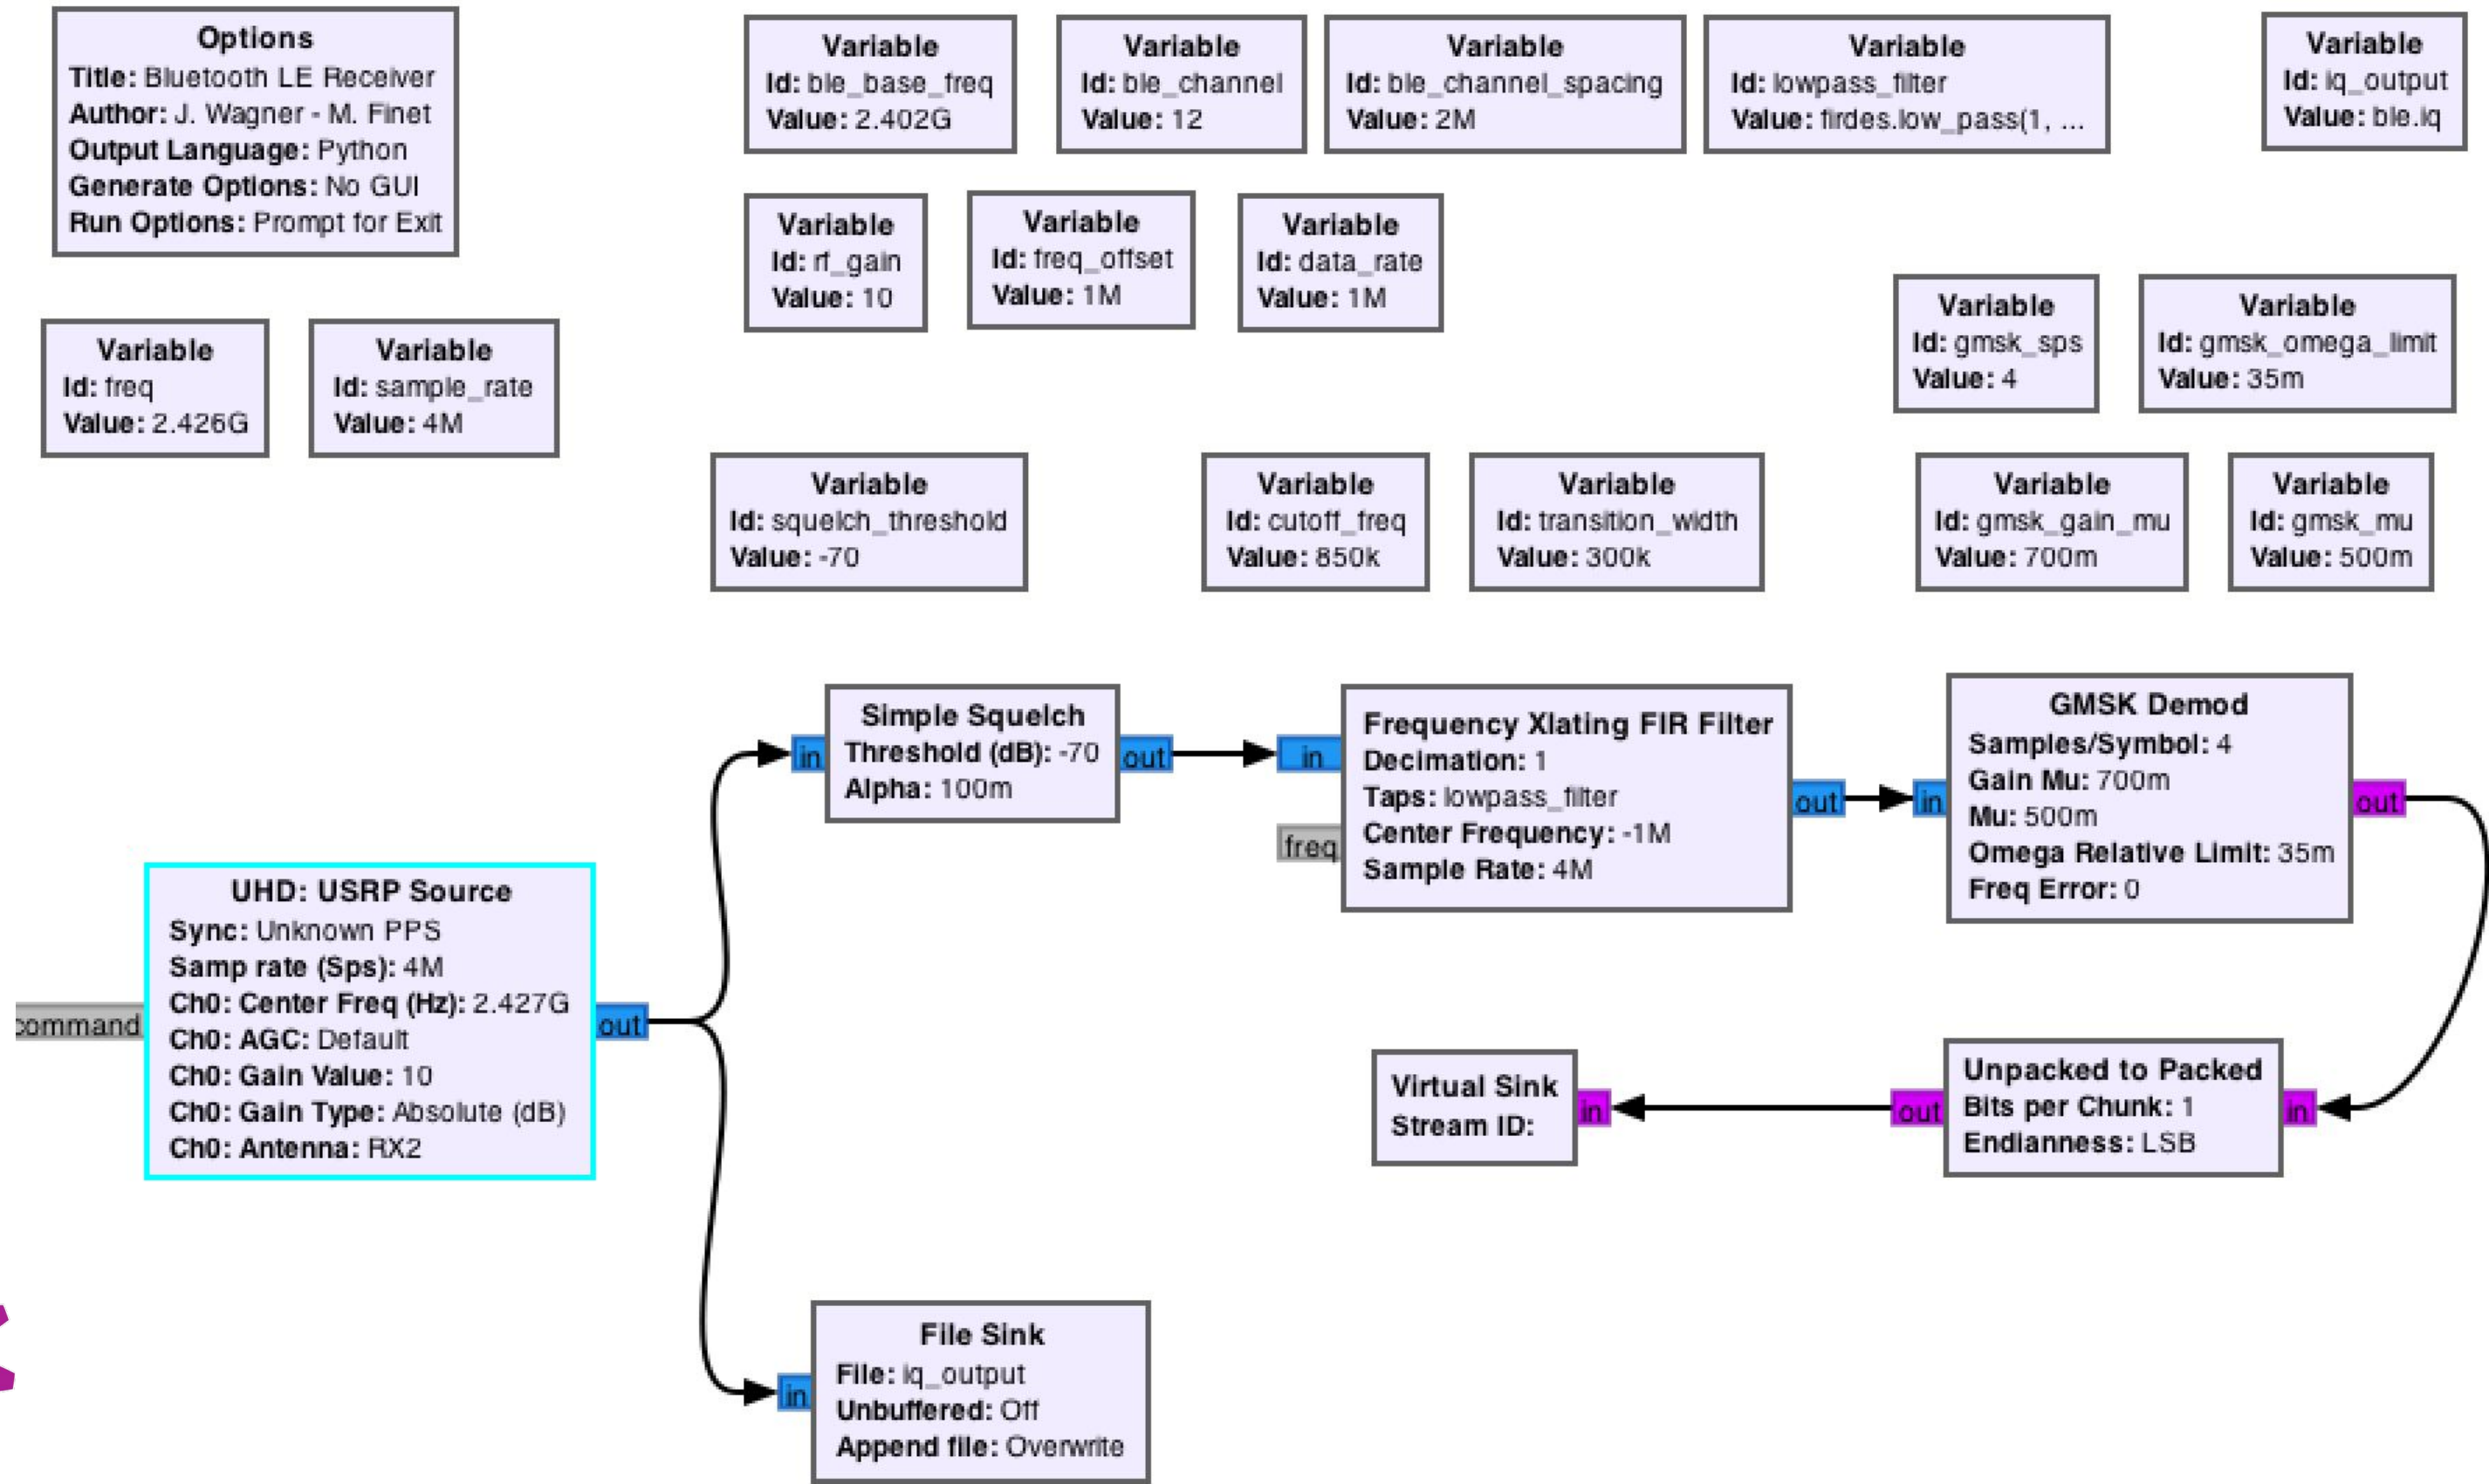 Options
Title: Bluetooth LE Receiver
Author: J. Wagner - M. Finet
Output Language: Python
Generate Options: No GUI
Run Options: Prompt for Exit
Variable
Id: ble_base_freq
Value: 2.402G
Variable
Id: ble_channel
Value: 12
Variable
Id: ble_channel_spacing
Value: 2M
Variable
Id: lowpass_filter
Value: firdes.low_pass(1, ...
Variable
Id: iq_output
Value: ble.iq
Variable
Id: rf_gain
Value: 10
Variable
Id: freq_offset
Value: 1M
Variable
Id: data_rate
Value: 1M
Variable
Id: freq
Value: 2.426G
Variable
Id: sample_rate
Value: 4M
Variable
Id: gmsk_sps
Value: 4
Variable
Id: gmsk_omega_limit
Value: 35m
Variable
Id: squelch_threshold
Value: -70
Variable
Id: cutoff_freq
Value: 850k
Variable
Id: transition_width
Value: 300k
Variable
Id: gmsk_gain_mu
Value: 700m
Variable
Id: gmsk_mu
Value: 500m
command
UHD: USRP Source
Sync: Unknown PPS
Samp rate (Sps): 4M
Ch0: Center Freq (Hz): 2.427G
Ch0: AGC: Default
Ch0: Gain Value: 10
Ch0: Gain Type: Absolute (dB)
Ch0: Antenna: RX2
out
in
Simple Squelch
Threshold (dB): -70
Alpha: 100m
out
in
freq
Frequency Xlating FIR Filter
Decimation: 1
Taps: lowpass_filter
Center Frequency: -1M
Sample Rate: 4M
out
in
GMSK Demod
Samples/Symbol: 4
Gain Mu: 700m
Mu: 500m
Omega Relative Limit: 35m
Freq Error: 0
out
in
Unpacked to Packed
Bits per Chunk: 1
Endianness: LSB
out
in
Virtual Sink
Stream ID:
in
File Sink
File: iq_output
Unbuffered: Off
Append file: Overwrite